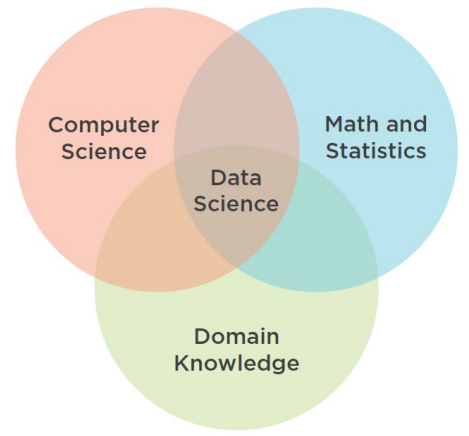 Computer
Science
Math and
Statistics
Data
Science
Domain
Knowledge